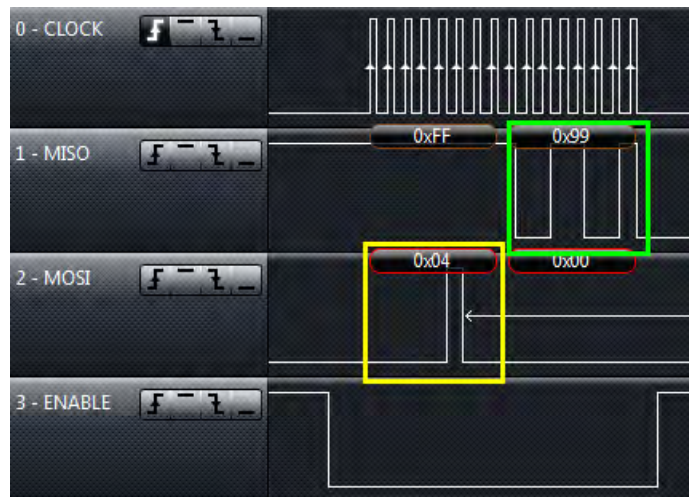 0 - CLOCK
1 - MISO
0xFF
0x99
2 - MOSI
0x04
0x00
3 - ENABLE